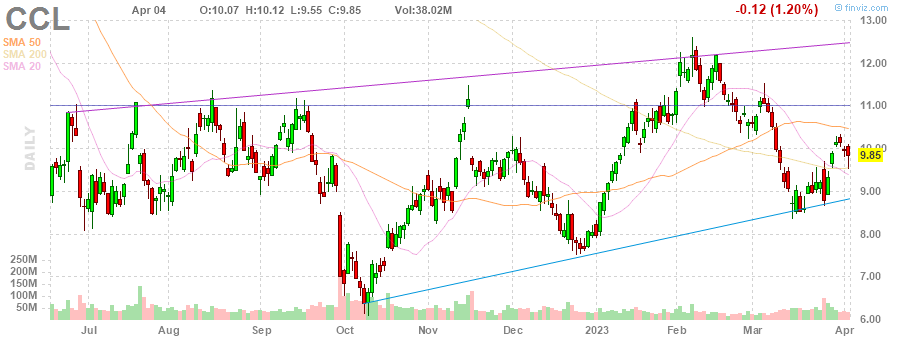 CCL
Apr 04 O:10.07 H:10.12 L:9.55 C:9.85 Vol:38.02M
-0.12 (1.20%)
© finviz.com
SMA 50
SMA 200
SMA 20
DAILY
13.00
12.00
11.00
10.00
9.85
9.00
8.00
7.00
6.00
250M
200M
150M
100M
50M
Jul Aug Sep Oct Nov Dec 2023 Feb Mar Apr